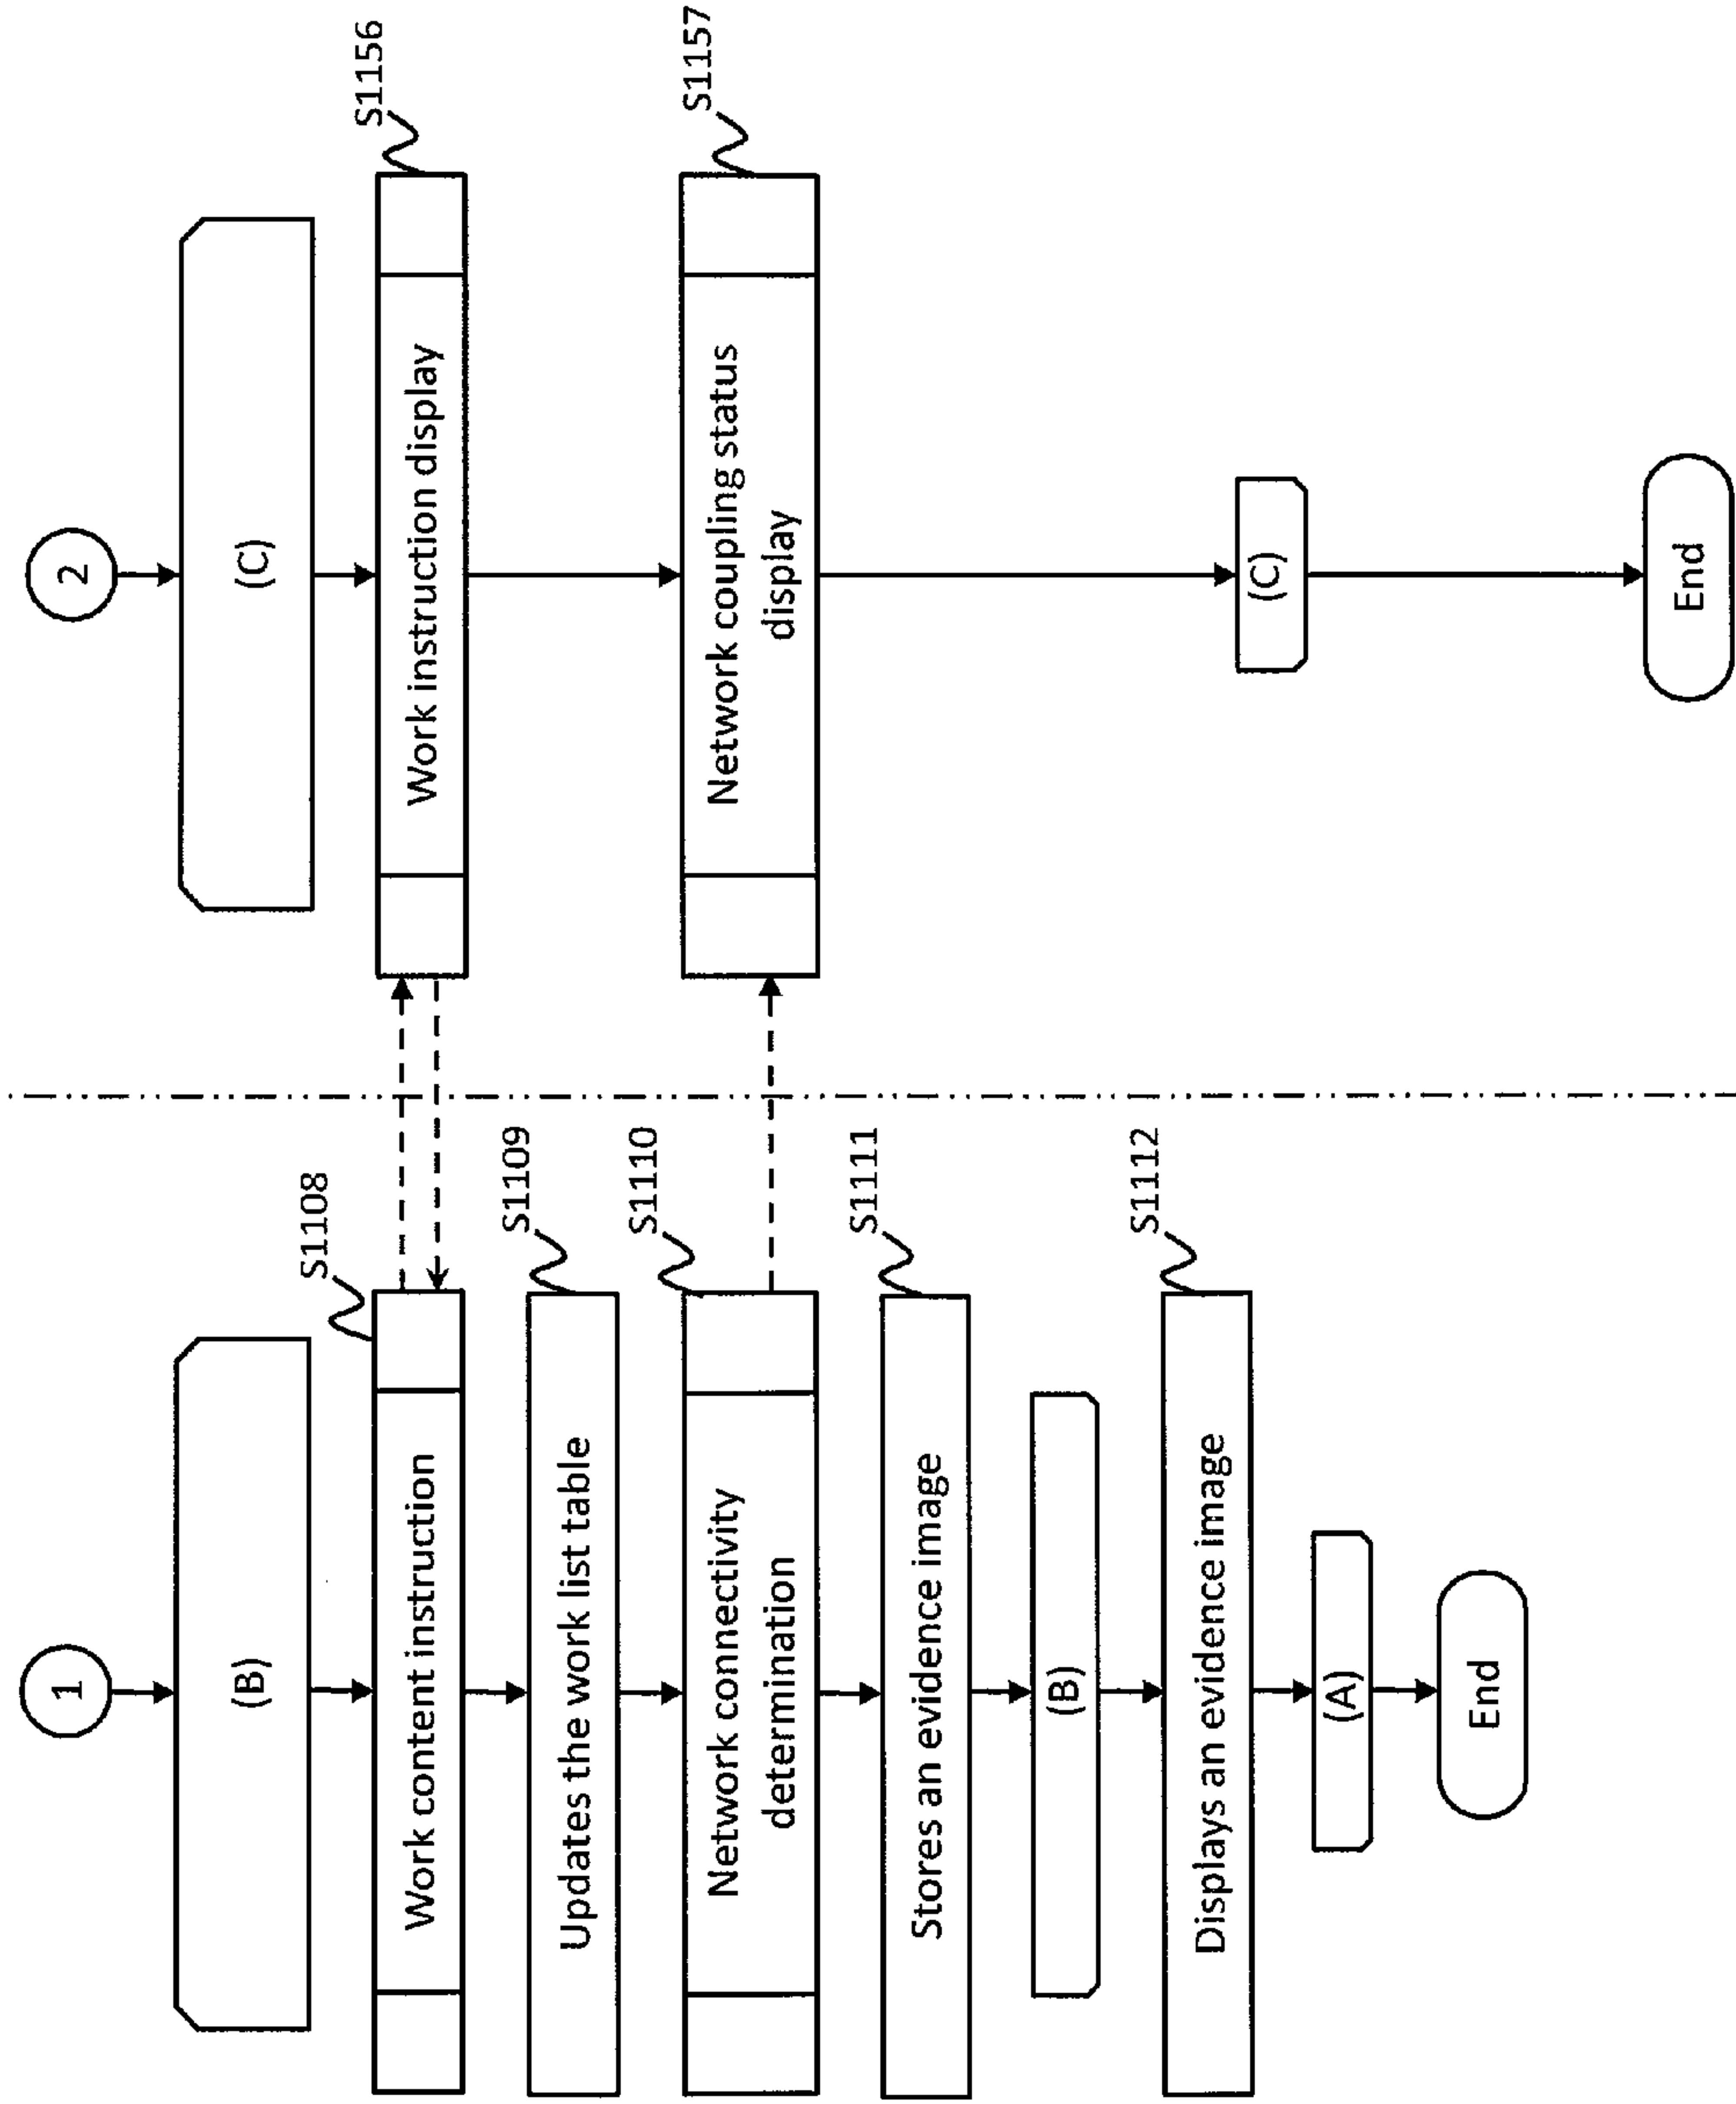 1
(B)
S1108
Work content instruction
S1109
Updates the work list table
S1110
Network connectivity
determination
S1111
Stores an evidence image
(B)
S1112
Displays an evidence image
(A)
End
2
(C)
S1156
Work instruction display
S1157
Network coupling status
display
(C)
End